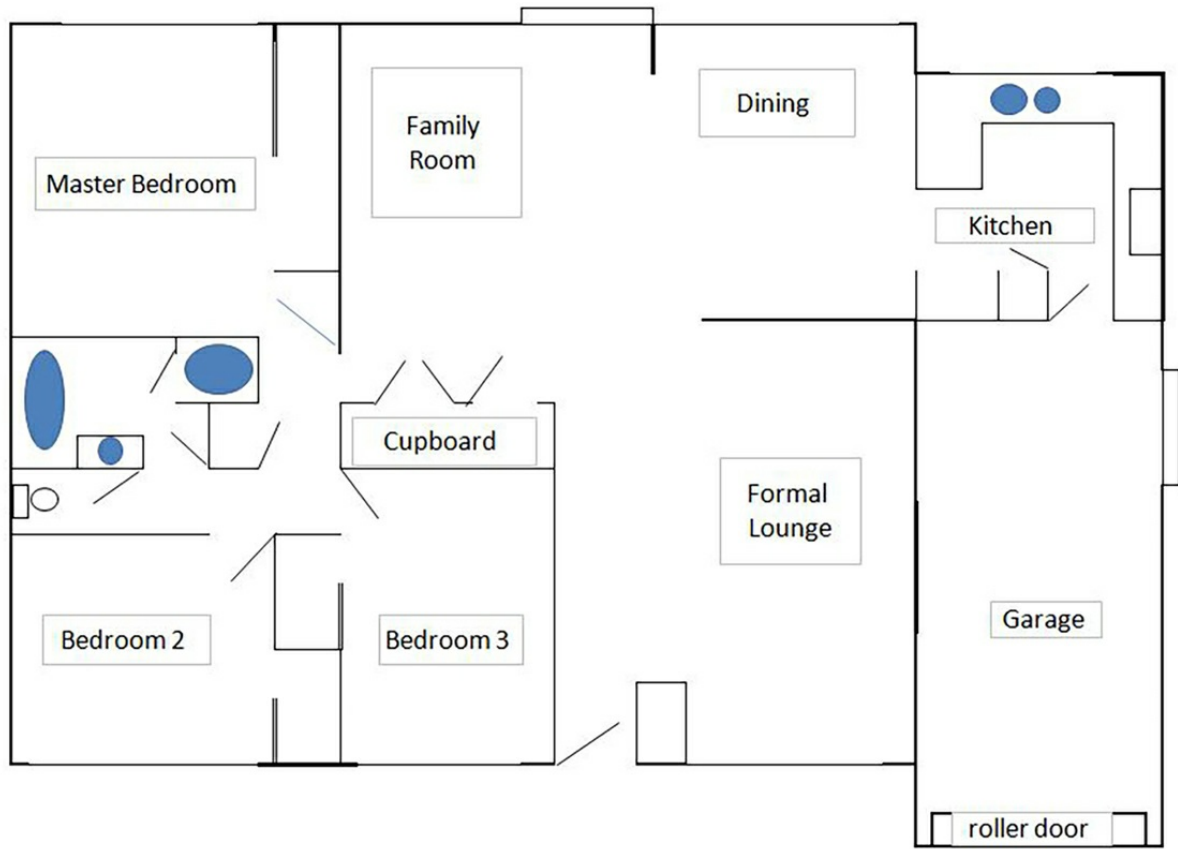 Family
Room
Dining
Master Bedroom
Kitchen
Cupboard
Formal
Lounge
Bedroom 2
Bedroom 3
Garage
roller door